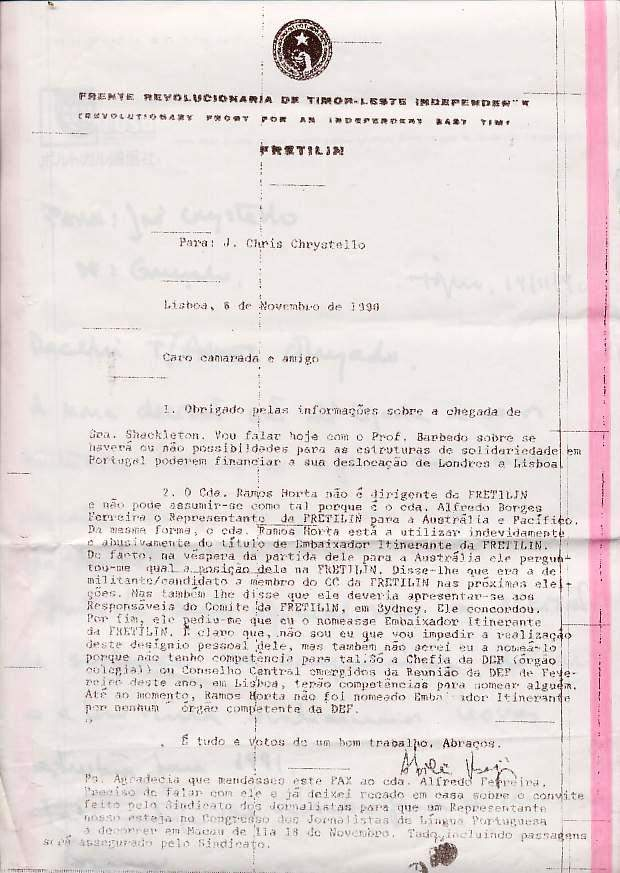 FRENTE REVOLUCIONARIA DE TIMOR-LESTE INDEPENDEN
(REVOLUTIONARY FRONT FOR AN INDEPENDENT EAST TIM
FRETILIN
Para: J. Chris Chrystello
Lisboa, 6 de Novembro de 1990
Caro camarada e amigo
1. Obrigado pelas informações sobre a chegada de
Sra. Shackleton. Vou falar hoje com o Prof. Barbedo sobre se
haverá ou não possibilidades para as estruturas de solidariedade em
Portugal poderem financiar a sua deslocação de Londres a Lisboa
2. O Cda. Ramos Horta não é dirigente da FRETILIN
e não pode assumir-se como tal porque é o cda. Alfredo Borges
Ferreira o Representante da FRETILIN para a Austrália e Pacífico.
Da mesma forma, o cda. Ramos Horta está a utilizar indevidamente
e abusivamente do título de Embaixador Itinerante da FRETILIN.
De facto, na véspera da partida dele para a Austrália ele pergun-
tou-me qual a posição dele na FRETILIN. Disse-lhe que era a de
militante/candidato a membro do CC da FRETILIN nas próximas elei-
ções. Mas também lhe disse que ele deveria apresentar-se aos
Responsáveis do Comite da FRETILIN, em Sydney. Ele concordou.
Por fim, ele pediu-me que eu o nomeasse Embaixador Itinerante
da FRETILIN. É claro que, não sou eu que vou impedir a realização
deste designio pessoal dele, mas também não serei eu a nomeá-lo
porque não tenho competência para tal. Só a Chefia da DEF (órgão
colegial) ou Conselho Central emergidos da Reunião da DEF de Feve-
reiro deste ano, em Lisboa, terão competências para nomear alguém.
Até ao momento, Ramos Horta não foi nomeado Emba ador Itinerante
por nenhum órgão competente da DEF.
É tudo e votos de um bom trabalho. Abraços.
Ps. Agradecia que mandasses este FAX ao cda. Alfredo Ferreira.
Preciso de falar com ele e já deixei recado em casa sobre o convite
feito pelo Sindicato dos Jornalistas para que um Representante
nosso esteja no Congresso dos Jornalistas de Língua Portuguesa
a decorrer em Macau de 11a 18 de Novembro. Tudo, incluindo passagens
será assegurado pelo Sindicato.